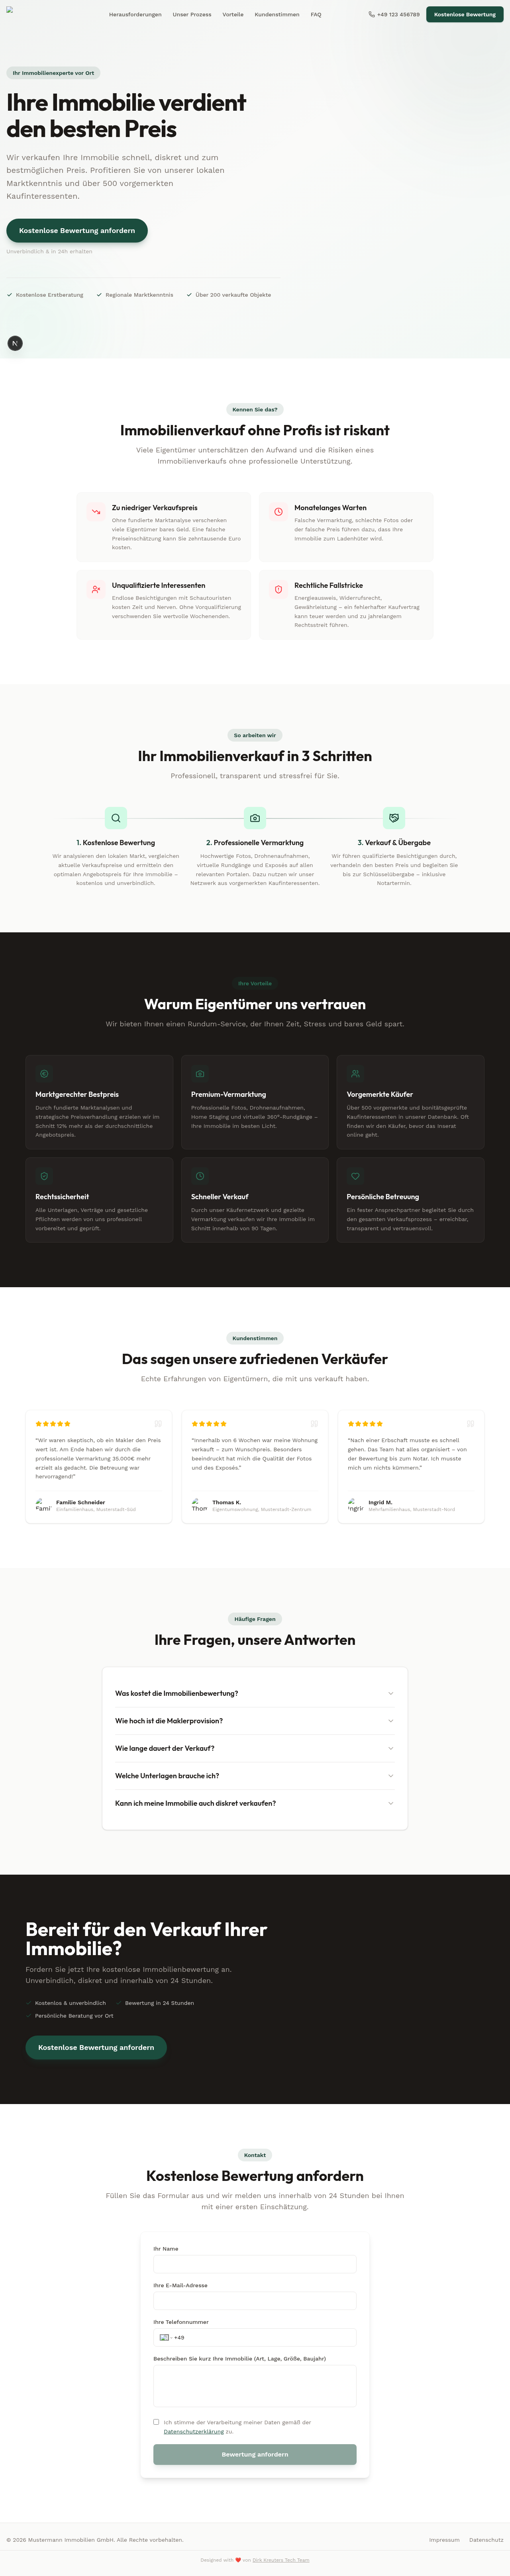 Herausforderungen Unser Prozess Vorteile Kundenstimmen FAQ +49 123 456789 Kostenlose Bewertung
Ihr Immobilienexperte vor Ort
Ihre Immobilie verdient
den besten Preis
Wir verkaufen Ihre Immobilie schnell, diskret und zum
bestmöglichen Preis. Profitieren Sie von unserer lokalen
Marktkenntnis und über 500 vorgemerkten
Kaufinteressenten.
Kostenlose Bewertung anfordern
Unverbindlich & in 24h erhalten
Kostenlose Erstberatung
Regionale Marktkenntnis
Über 200 verkaufte Objekte
N
Kennen Sie das?
Immobilienverkauf ohne Profis ist riskant
Viele Eigentümer unterschätzen den Aufwand und die Risiken eines
Immobilienverkaufs ohne professionelle Unterstützung.
Zu niedriger Verkaufspreis
Ohne fundierte Marktanalyse verschenken
viele Eigentümer bares Geld. Eine falsche
Preiseinschätzung kann Sie zehntausende Euro
kosten.
Monatelanges Warten
Falsche Vermarktung, schlechte Fotos oder
der falsche Preis führen dazu, dass Ihre
Immobilie zum Ladenhüter wird.
Unqualifizierte Interessenten
Endlose Besichtigungen mit Schautouristen
kosten Zeit und Nerven. Ohne Vorqualifizierung
verschwenden Sie wertvolle Wochenenden.
Rechtliche Fallstricke
Energieausweis, Widerrufsrecht,
Gewährleistung – ein fehlerhafter Kaufvertrag
kann teuer werden und zu jahrelangem
Rechtsstreit führen.
So arbeiten wir
Ihr Immobilienverkauf in 3 Schritten
Professionell, transparent und stressfrei für Sie.
1. Kostenlose Bewertung
Wir analysieren den lokalen Markt, vergleichen
aktuelle Verkaufspreise und ermitteln den
optimalen Angebotspreis für Ihre Immobilie –
kostenlos und unverbindlich.
2. Professionelle Vermarktung
Hochwertige Fotos, Drohnenaufnahmen,
virtuelle Rundgänge und Exposés auf allen
relevanten Portalen. Dazu nutzen wir unser
Netzwerk aus vorgemerkten Kaufinteressenten.
3. Verkauf & Übergabe
Wir führen qualifizierte Besichtigungen durch,
verhandeln den besten Preis und begleiten Sie
bis zur Schlüsselübergabe – inklusive
Notartermin.
Ihre Vorteile
Warum Eigentümer uns vertrauen
Wir bieten Ihnen einen Rundum-Service, der Ihnen Zeit, Stress und bares Geld spart.
Marktgerechter Bestpreis
Durch fundierte Marktanalysen und
strategische Preisverhandlung erzielen wir im
Schnitt 12% mehr als der durchschnittliche
Angebotspreis.
Premium-Vermarktung
Professionelle Fotos, Drohnenaufnahmen,
Home Staging und virtuelle 360°-Rundgänge –
Ihre Immobilie im besten Licht.
Vorgemerkte Käufer
Über 500 vorgemerkte und bonitätsgeprüfte
Kaufinteressenten in unserer Datenbank. Oft
finden wir den Käufer, bevor das Inserat
online geht.
Rechtssicherheit
Alle Unterlagen, Verträge und gesetzliche
Pflichten werden von uns professionell
vorbereitet und geprüft.
Schneller Verkauf
Durch unser Käufernetzwerk und gezielte
Vermarktung verkaufen wir Ihre Immobilie im
Schnitt innerhalb von 90 Tagen.
Persönliche Betreuung
Ein fester Ansprechpartner begleitet Sie durch
den gesamten Verkaufsprozess – erreichbar,
transparent und vertrauensvoll.
Kundenstimmen
Das sagen unsere zufriedenen Verkäufer
Echte Erfahrungen von Eigentümern, die mit uns verkauft haben.
"Wir waren skeptisch, ob ein Makler den Preis
wert ist. Am Ende haben wir durch die
professionelle Vermarktung 35.000€ mehr
erzielt als gedacht. Die Betreuung war
hervorragend!"
Famil
Familie Schneider
Einfamilienhaus, Musterstadt-Süd
"Innerhalb von 6 Wochen war meine Wohnung
verkauft – zum Wunschpreis. Besonders
beeindruckt hat mich die Qualität der Fotos
und des Exposés."
Thom
Thomas K.
Eigentumswohnung, Musterstadt-Zentrum
"Nach einer Erbschaft musste es schnell
gehen. Das Team hat alles organisiert – von
der Bewertung bis zum Notar. Ich musste
mich um nichts kümmern."
Ingrid
Ingrid M.
Mehrfamilienhaus, Musterstadt-Nord
Häufige Fragen
Ihre Fragen, unsere Antworten
Was kostet die Immobilienbewertung?
Wie hoch ist die Maklerprovision?
Wie lange dauert der Verkauf?
Welche Unterlagen brauche ich?
Kann ich meine Immobilie auch diskret verkaufen?
Bereit für den Verkauf Ihrer
Immobilie?
Fordern Sie jetzt Ihre kostenlose Immobilienbewertung an.
Unverbindlich, diskret und innerhalb von 24 Stunden.
Kostenlos & unverbindlich
Bewertung in 24 Stunden
Persönliche Beratung vor Ort
Kostenlose Bewertung anfordern
Kontakt
Kostenlose Bewertung anfordern
Füllen Sie das Formular aus und wir melden uns innerhalb von 24 Stunden bei Ihnen
mit einer ersten Einschätzung.
Ihr Name
Ihre E-Mail-Adresse
Ihre Telefonnummer
+49
Beschreiben Sie kurz Ihre Immobilie (Art, Lage, Größe, Baujahr)
Ich stimme der Verarbeitung meiner Daten gemäß der
Datenschutzerklärung zu.
Bewertung anfordern
© 2026 Mustermann Immobilien GmbH. Alle Rechte vorbehalten.
Impressum Datenschutz
Designed with ❤️ von Dirk Kreuters Tech Team